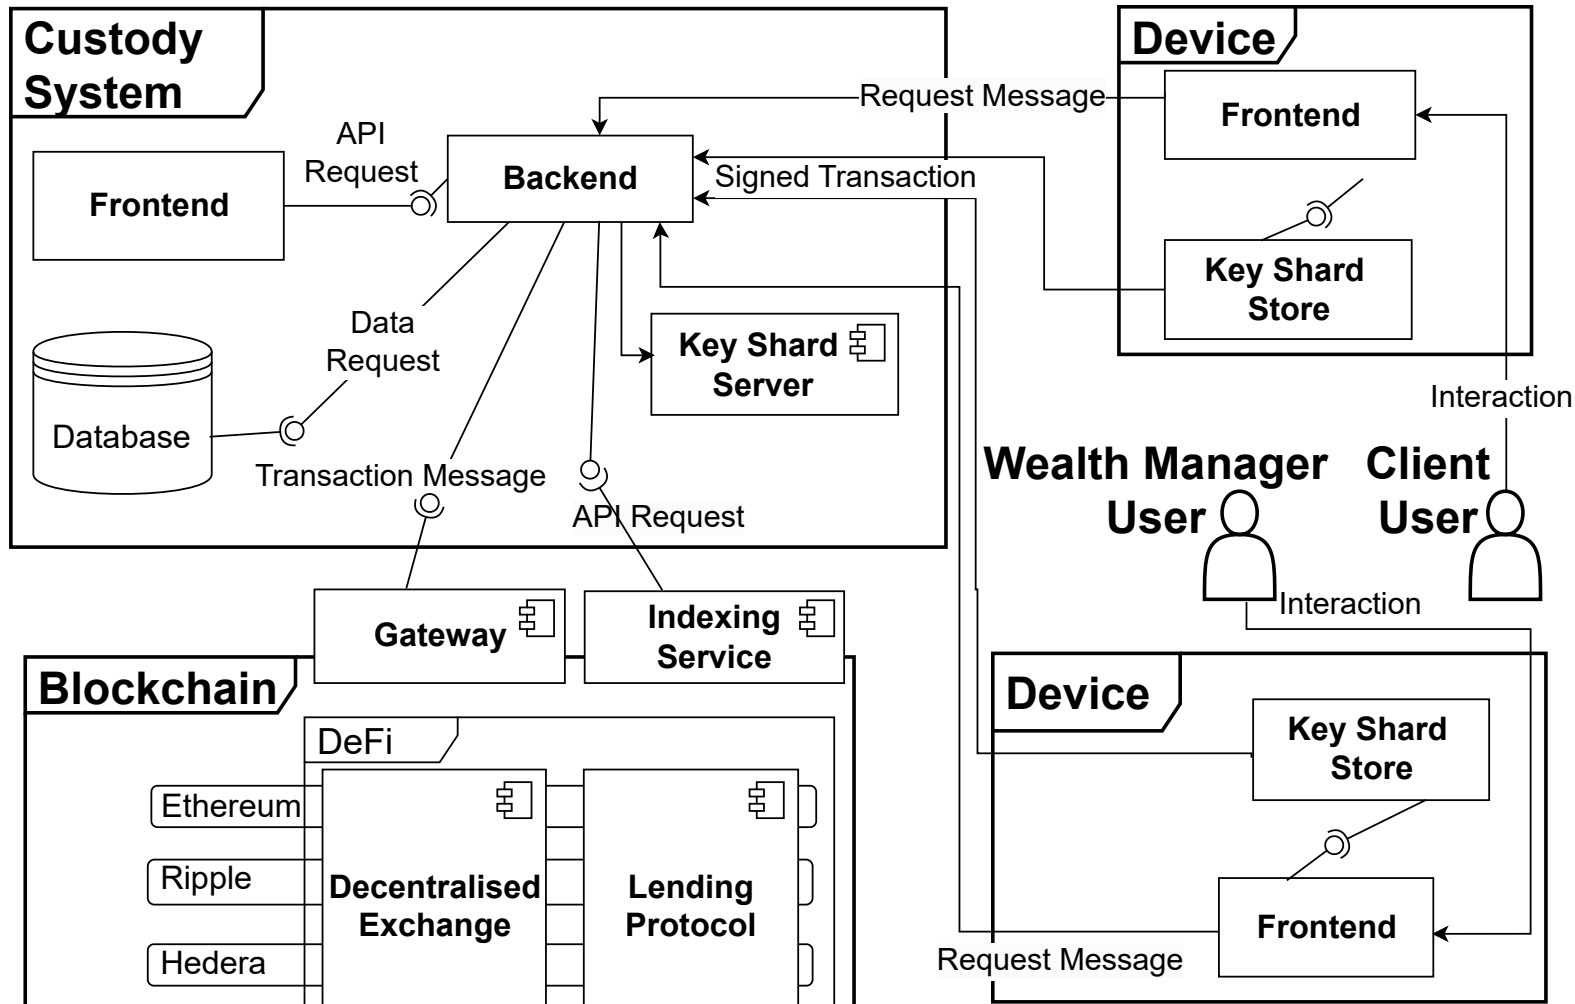 Custody
System
API
Request
Frontend
Backend
Data
Request
Database
Transaction Message
API Request
Key Shard
Server
Request Message
Signed Transaction
Device
Frontend
Key Shard
Store
Interaction
Wealth Manager
User
Client
User
Interaction
Gateway
Indexing
Service
Blockchain
DeFi
Ethereum
Ripple
Hedera
Decentralised
Exchange
Lending
Protocol
Device
Key Shard
Store
Frontend
Request Message